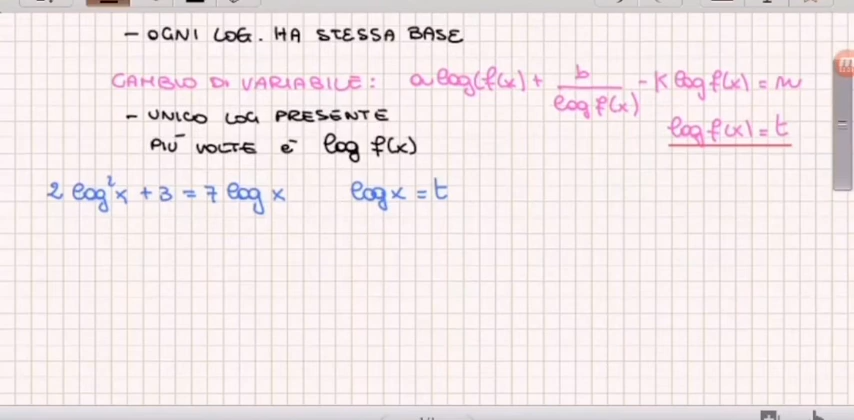 - OGNI LOG. HA STESSA BASE
CAMBIO DI VARIABILE: a log(f(x) + b/log f(x) - k log f(x) = m
- UNICO LOG PRESENTE
PIÙ VOLTE È log f(x)
log f(x) = t
2 log²x + 3 = 7 log x log x = t